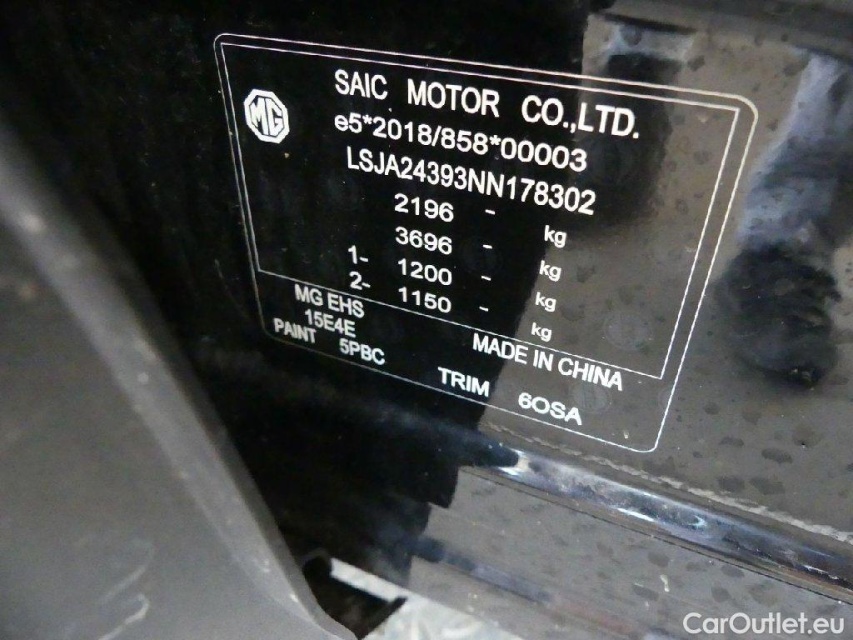 MG
SAIC MOTOR CO.,LTD.
e5*2018/858*00003
LSJA24393NN178302
2196 - kg
3696 - kg
1- 1200 - kg
2- 1150 - kg
MG EHS
15E4E MADE IN CHINA
PAINT 5PBC TRIM 60SA
CarOutlet.eu